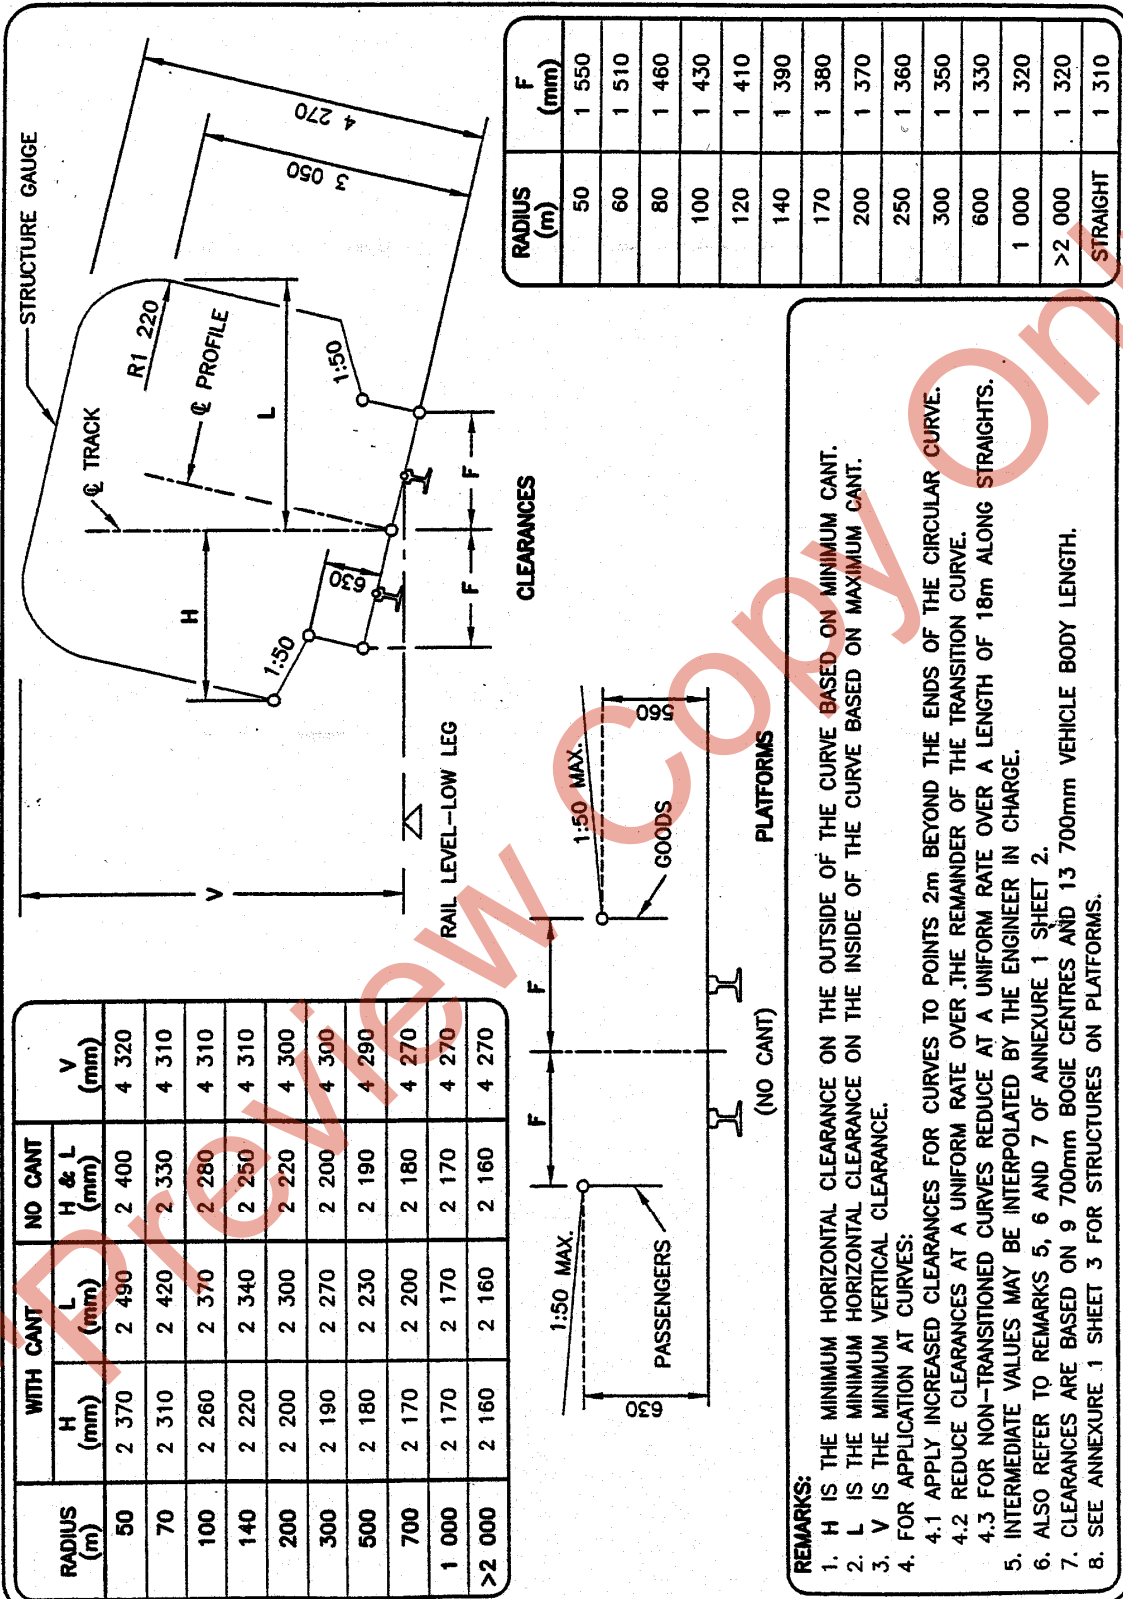 WITH CANT NO CANT
RADIUS (m) H (mm) L (mm) H & L (mm) V (mm)
50 2 370 2 490 2 400 4 320
70 2 310 2 420 2 330 4 310
100 2 260 2 370 2 280 4 310
140 2 220 2 340 2 250 4 310
200 2 200 2 300 2 220 4 300
300 2 190 2 270 2 200 4 300
500 2 180 2 230 2 190 4 290
700 2 170 2 200 2 180 4 270
1 000 2 170 2 170 2 170 4 270
>2 000 2 160 2 160 2 160 4 270
STRUCTURE GAUGE
℄ TRACK
R1 220
℄ PROFILE
4 270
3 050
H
L
V
1:50
1:50
630
F
F
RAIL LEVEL-LOW LEG
CLEARANCES
1:50 MAX.
F
F
1:50 MAX.
630
PASSENGERS
GOODS
560
(NO CANT)
PLATFORMS
RADIUS (m) F (mm)
50 1 550
60 1 510
80 1 460
100 1 430
120 1 410
140 1 390
170 1 380
200 1 370
250 1 360
300 1 350
600 1 330
1 000 1 320
>2 000 1 320
STRAIGHT 1 310
REMARKS:
1. H IS THE MINIMUM HORIZONTAL CLEARANCE ON THE OUTSIDE OF THE CURVE BASED ON MINIMUM CANT.
2. L IS THE MINIMUM HORIZONTAL CLEARANCE ON THE INSIDE OF THE CURVE BASED ON MAXIMUM CANT.
3. V IS THE MINIMUM VERTICAL CLEARANCE.
4. FOR APPLICATION AT CURVES:
4.1 APPLY INCREASED CLEARANCES FOR CURVES TO POINTS 2m BEYOND THE ENDS OF THE CIRCULAR CURVE.
4.2 REDUCE CLEARANCES AT A UNIFORM RATE OVER THE REMAINDER OF THE TRANSITION CURVE.
4.3 FOR NON-TRANSITIONED CURVES REDUCE AT A UNIFORM RATE OVER A LENGTH OF 18m ALONG STRAIGHTS.
5. INTERMEDIATE VALUES MAY BE INTERPOLATED BY THE ENGINEER IN CHARGE.
6. ALSO REFER TO REMARKS 5, 6 AND 7 OF ANNEXURE 1 SHEET 2.
7. CLEARANCES ARE BASED ON 9 700mm BOGIE CENTRES AND 13 700mm VEHICLE BODY LENGTH.
8. SEE ANNEXURE 1 SHEET 3 FOR STRUCTURES ON PLATFORMS.
"Preview Copy Onl